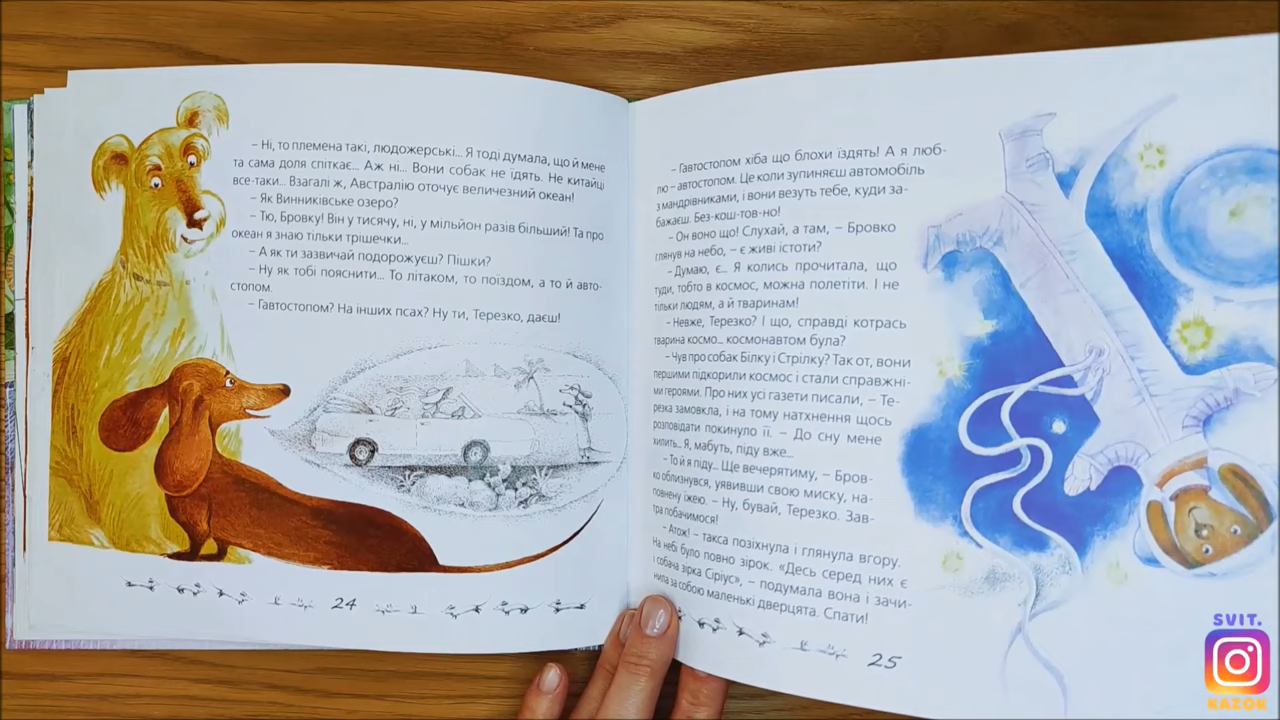 – Ні, то племена такі, людожерські... Я тоді думала, що й мене
та сама доля спіткає... Аж ні... Вони собак не їдять. Не китайці
все-таки... Взагалі ж, Австралію оточує величезний океан!
– Як Винниківське озеро?
– Тю, Бровку! Він у тисячу, ні, у мільйон разів більший! Та про
океан я знаю тільки трішечки...
– А як ти зазвичай подорожуєш? Пішки?
– Ну як тобі пояснити... То літаком, то поїздом, а то й авто-
стопом.
– Гавтостопом? На інших псах? Ну ти, Терезко, даєш!
24
– Гавтостопом хіба що блохи їздять! А я люб-
лю – автостопом. Це коли зупиняєш автомобіль
з мандрівниками, і вони везуть тебе, куди за-
бажаєш. Без-кош-тов-но!
– Он воно що! Слухай, а там, – Бровко
глянув на небо, – є живі істоти?
– Думаю, є... Я колись прочитала, що
туди, тобто в космос, можна полетіти. І не
тільки людям, а й тваринам!
– Невже, Терезко? І що, справді котрась
тварина космо... космонавтом була?
– Чув про собак Білку і Стрілку? Так от, вони
першими підкорили космос і стали справжні-
ми героями. Про них усі газети писали, – Те-
резка замовкла, і на тому натхнення щось
розповідати покинуло її. – До сну мене
хилить... Я, мабуть, піду вже...
– То й я піду... Ще вечерятиму, – Бров-
ко облизнувся, уявивши свою миску, на-
повнену їжею. – Ну, бувай, Терезко. Зав-
тра побачимося!
– Атож! – такса позіхнула і глянула вгору.
На небі було повно зірок. «Десь серед них є
і собача зірка Сіріус», – подумала вона і зачи-
нила за собою маленькі дверцята. Спати!
25
SVIT.
KAZOK